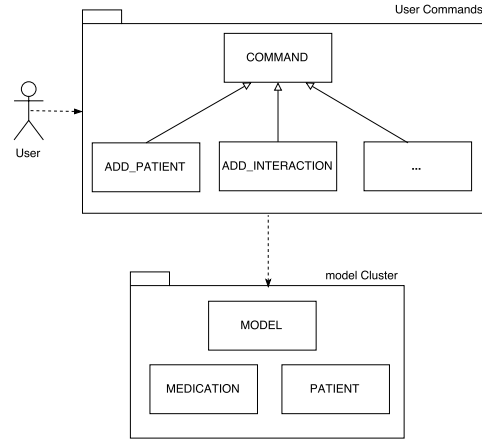 User Commands
COMMAND
User
ADD_PATIENT
ADD_INTERACTION
...
model Cluster
MODEL
MEDICATION
PATIENT